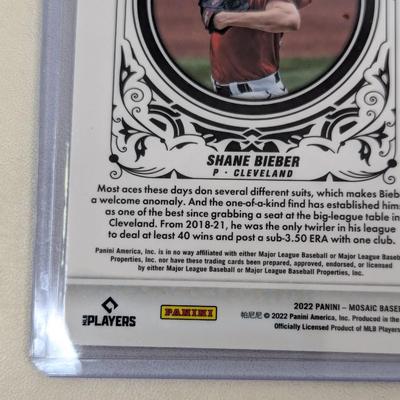 SHANE BIEBER
P • CLEVELAND
Most aces these days don several different suits, which makes Bieb
a welcome anomaly. And the one-of-a-kind find has established hims
as one of the best since grabbing a seat at the big-league table in
Cleveland. From 2018-21, he was the only twirler in his league
to deal at least 40 wins and post a sub-3.50 ERA with one club.
Panini America, Inc. is in no way affiliated with either Major League Baseball or Major League Baseball
Properties, Inc. nor have these trading cards been prepared, approved, endorsed, or licensed
by either Major League Baseball or Major League Baseball Properties, Inc.
MLB PLAYERS
PANINI
2022 PANINI – MOSAIC BASEB
帕尼尼 © 2022 Panini America, Inc. Produced in the
Officially Licensed Product of MLB Players